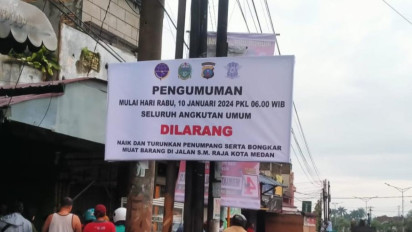 PENGUMUMAN
MULAI HARI RABU, 10 JANUARI 2024 PKL 06.00 WIB
SELURUH ANGKUTAN UMUM
DILARANG
NAIK DAN TURUNKAN PENUMPANG SERTA BONGKAR
MUAT BARANG DI JALAN S.M. RAJA KOTA MEDAN